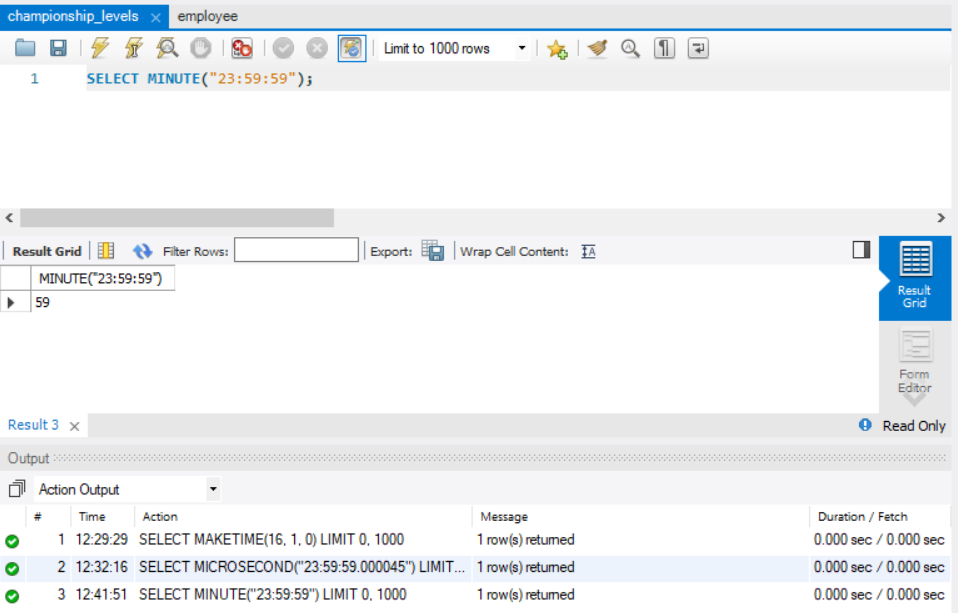 championship_levels × employee
Limit to 1000 rows
1 SELECT MINUTE("23:59:59");
Result Grid Filter Rows: Export: Wrap Cell Content: IA
MINUTE("23:59:59")
59
Result
Grid
Form
Editor
Result 3 × Read Only
Output
Action Output
# Time Action Message Duration / Fetch
1 12:29:29 SELECT MAKETIME(16, 1, 0) LIMIT 0, 1000 1 row(s) returned 0.000 sec / 0.000 sec
2 12:32:16 SELECT MICROSECOND("23:59:59.000045") LIMIT... 1 row(s) returned 0.000 sec / 0.000 sec
3 12:41:51 SELECT MINUTE("23:59:59") LIMIT 0, 1000 1 row(s) returned 0.000 sec / 0.000 sec